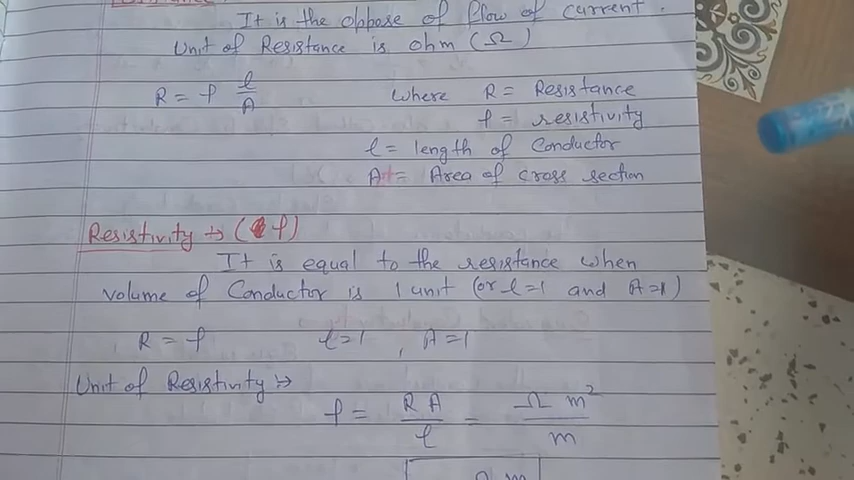 It is the oppose of flow of current.
Unit of Resistance is ohm (Ω)
R = ρ l/A where R = Resistance
ρ = resistivity
l = length of Conductor
A = Area of cross section
Resistivity → (ρ)
It is equal to the resistance when
volume of Conductor is 1 unit (or l=1 and A=1)
R = ρ l=1 , A=1
Unit of Resistivity :→
ρ = R A / l = Ω m² / m
Ω m